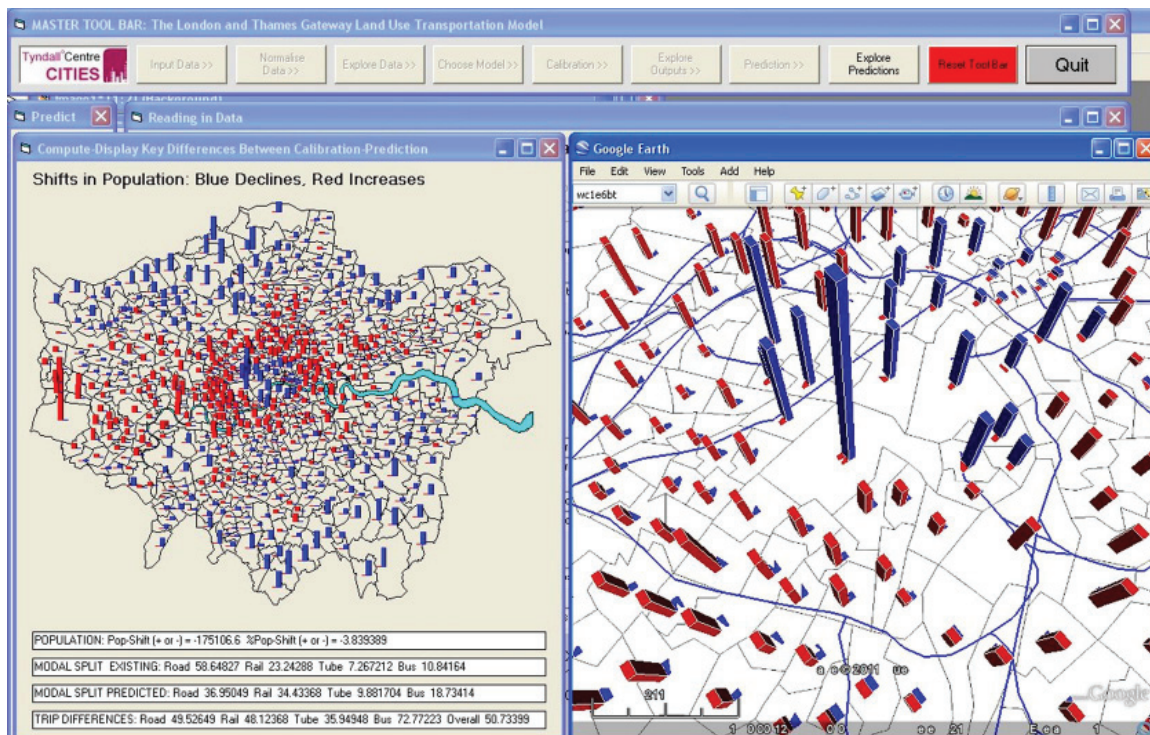 MASTER TOOL BAR: The London and Thames Gateway Land Use Transportation Model
Tyndall°Centre
CITIES
Input Data >>
Normalise
Data >>
Explore Data >>
Choose Model >>
Calibration >>
Explore
Outputs >>
Prediction >>
Explore
Predictions
Reset Tool Bar
Quit
Predict
Reading in Data
Compute-Display Key Differences Between Calibration-Prediction
Shifts in Population: Blue Declines, Red Increases
POPULATION: Pop-Shift (+ or -) = -175106.6 %Pop-Shift (+ or -) = -3.839389
MODAL SPLIT EXISTING: Road 58.64827 Rail 23.24288 Tube 7.267212 Bus 10.84164
MODAL SPLIT PREDICTED: Road 36.95049 Rail 34.43368 Tube 9.881704 Bus 18.73414
TRIP DIFFERENCES: Road 49.52649 Rail 48.12368 Tube 35.94948 Bus 72.77223 Overall 50.73399
Google Earth
File Edit View Tools Add Help
wc1e6bt
© 2011
211
Google